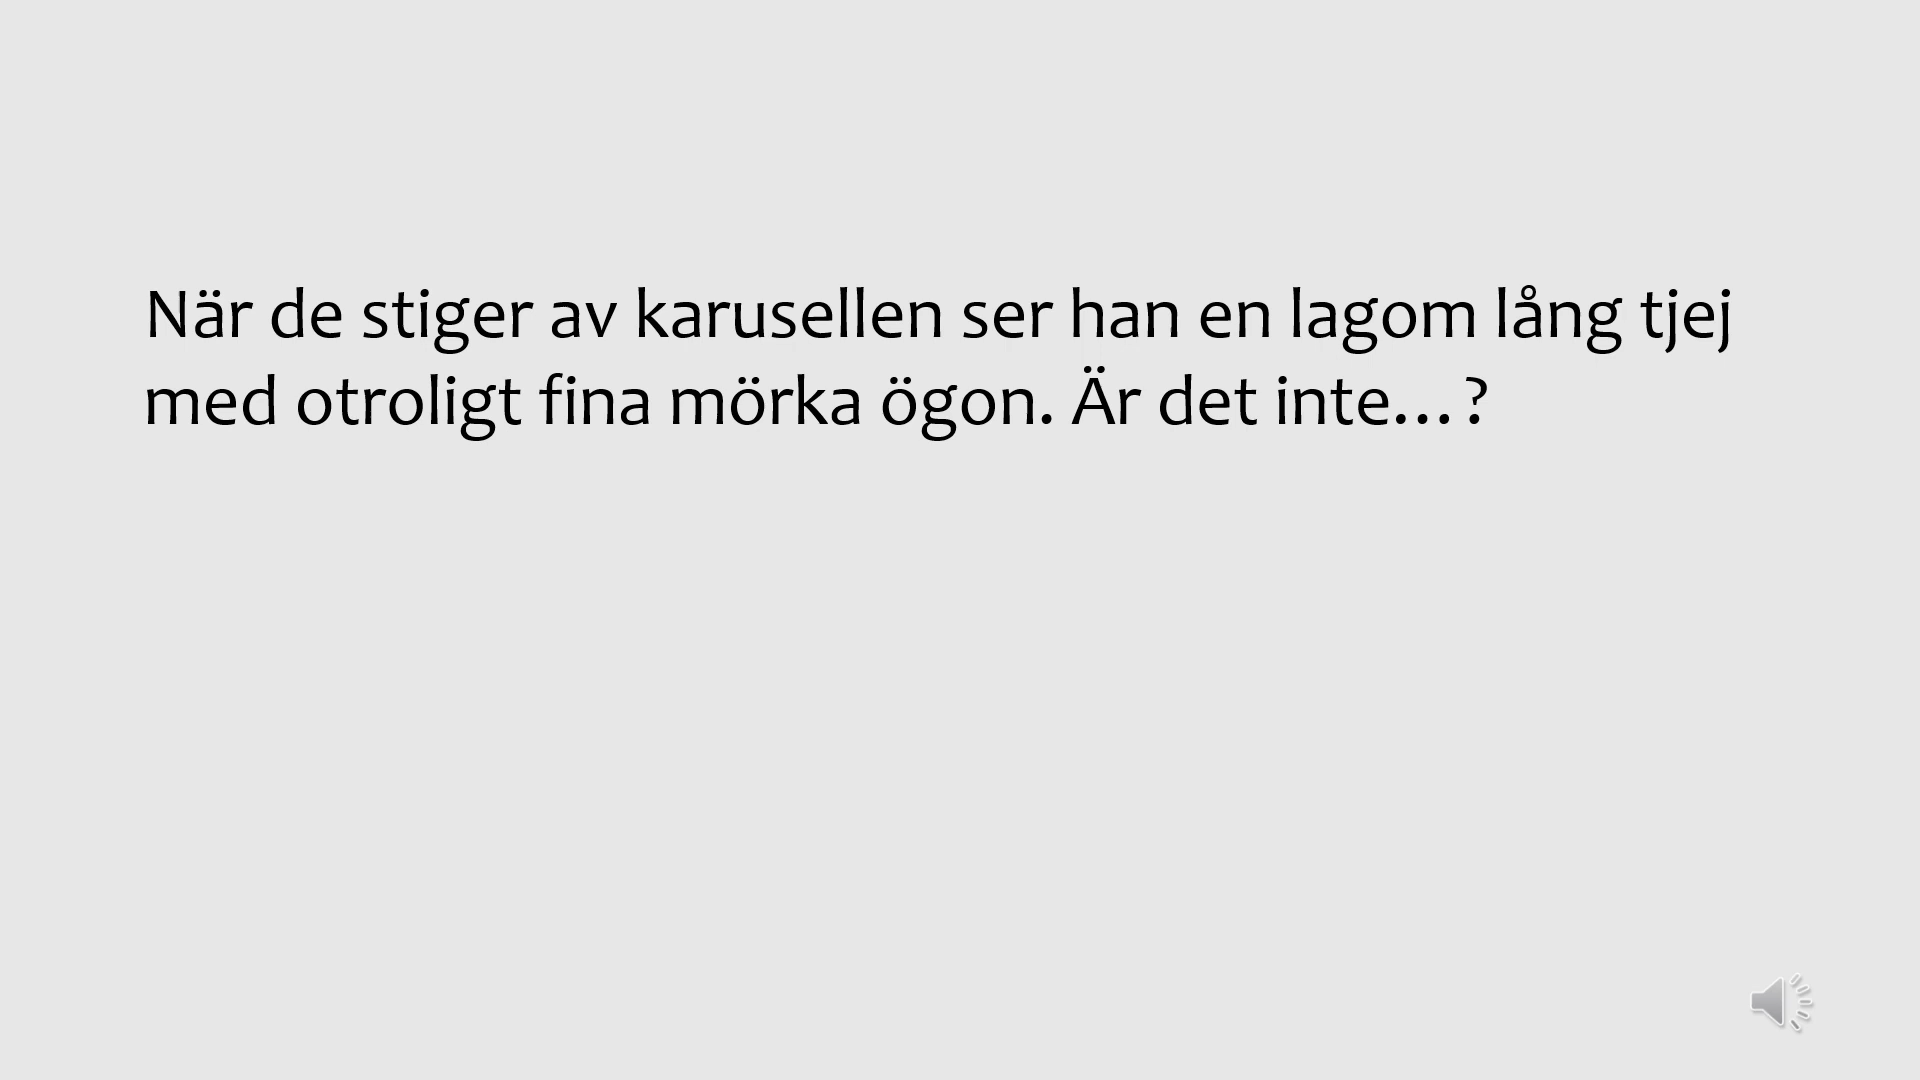 När de stiger av karusellen ser han en lagom lång tjej
med otroligt fina mörka ögon. Är det inte…?